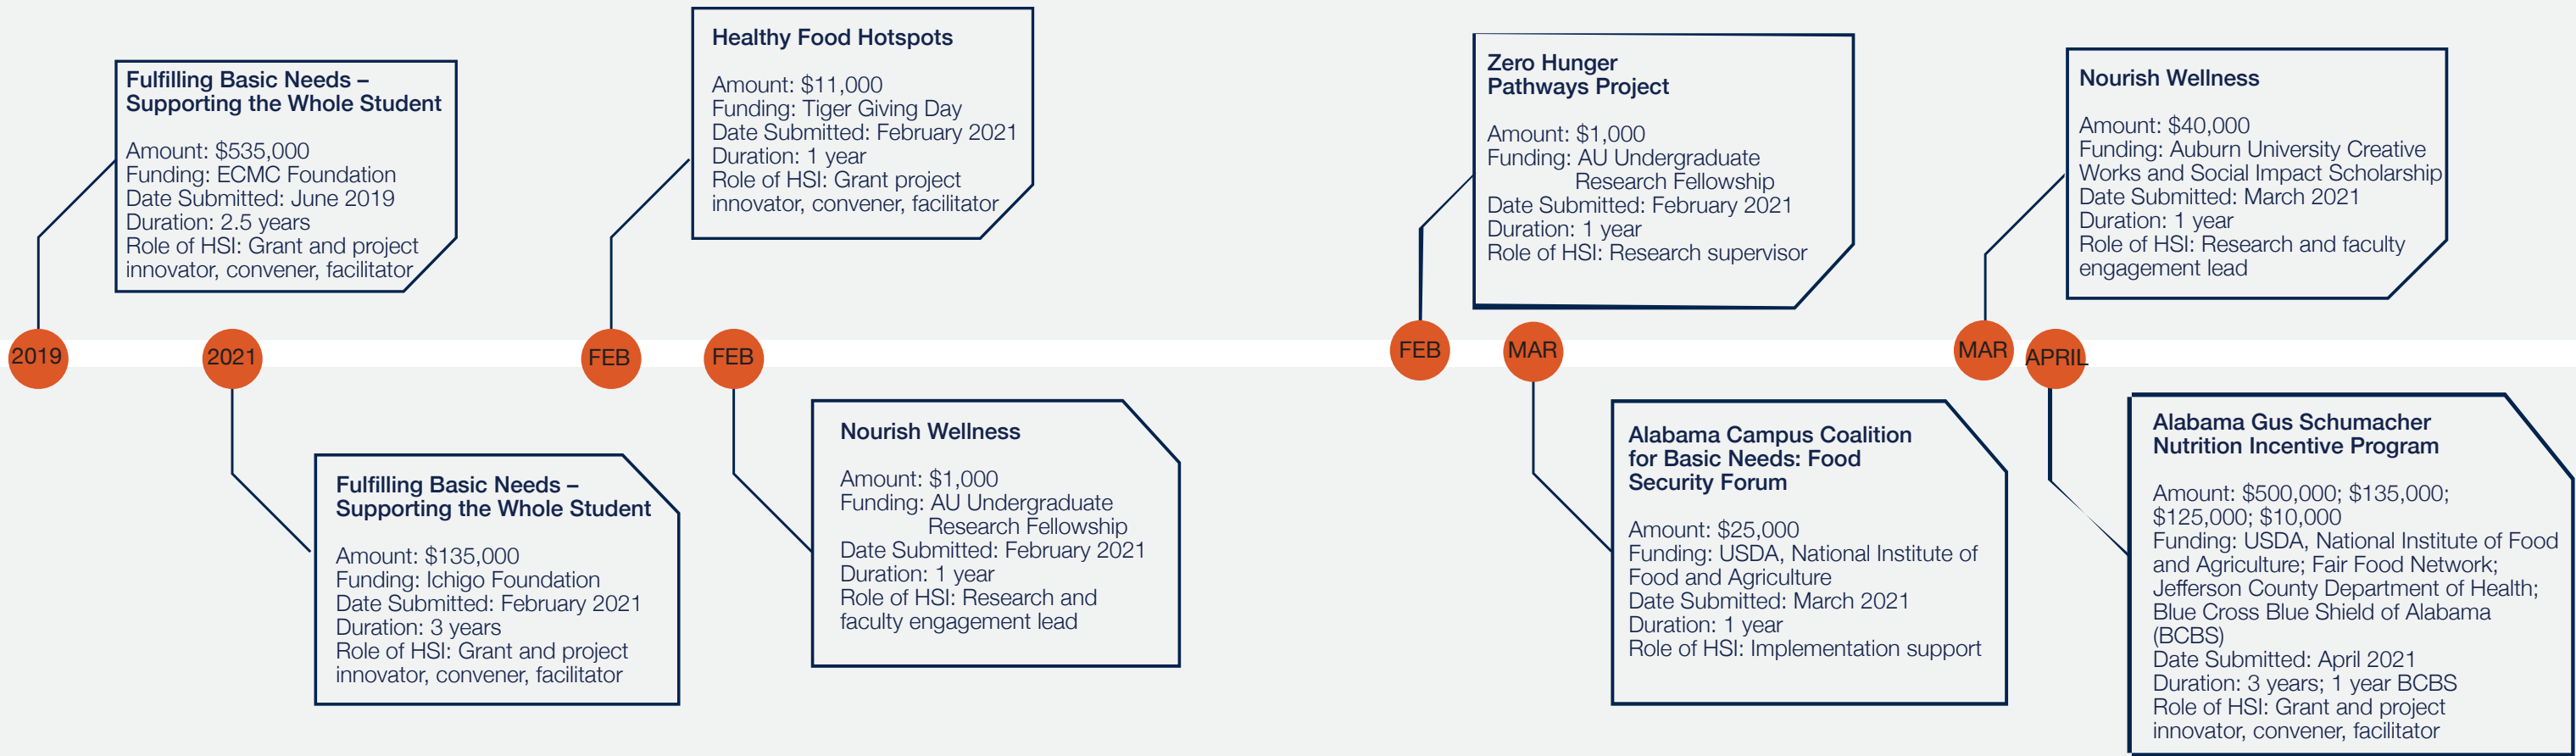 Fulfilling Basic Needs –
Supporting the Whole Student
Amount: $535,000
Funding: ECMC Foundation
Date Submitted: June 2019
Duration: 2.5 years
Role of HSI: Grant and project
innovator, convener, facilitator
Healthy Food Hotspots
Amount: $11,000
Funding: Tiger Giving Day
Date Submitted: February 2021
Duration: 1 year
Role of HSI: Grant project
innovator, convener, facilitator
Zero Hunger
Pathways Project
Amount: $1,000
Funding: AU Undergraduate
Research Fellowship
Date Submitted: February 2021
Duration: 1 year
Role of HSI: Research supervisor
Nourish Wellness
Amount: $40,000
Funding: Auburn University Creative
Works and Social Impact Scholarship
Date Submitted: March 2021
Duration: 1 year
Role of HSI: Research and faculty
engagement lead
2019
2021
FEB
FEB
FEB
MAR
MAR
APRIL
Fulfilling Basic Needs –
Supporting the Whole Student
Amount: $135,000
Funding: Ichigo Foundation
Date Submitted: February 2021
Duration: 3 years
Role of HSI: Grant and project
innovator, convener, facilitator
Nourish Wellness
Amount: $1,000
Funding: AU Undergraduate
Research Fellowship
Date Submitted: February 2021
Duration: 1 year
Role of HSI: Research and
faculty engagement lead
Alabama Campus Coalition
for Basic Needs: Food
Security Forum
Amount: $25,000
Funding: USDA, National Institute of
Food and Agriculture
Date Submitted: March 2021
Duration: 1 year
Role of HSI: Implementation support
Alabama Gus Schumacher
Nutrition Incentive Program
Amount: $500,000; $135,000;
$125,000; $10,000
Funding: USDA, National Institute of Food
and Agriculture; Fair Food Network;
Jefferson County Department of Health;
Blue Cross Blue Shield of Alabama
(BCBS)
Date Submitted: April 2021
Duration: 3 years; 1 year BCBS
Role of HSI: Grant and project
innovator, convener, facilitator